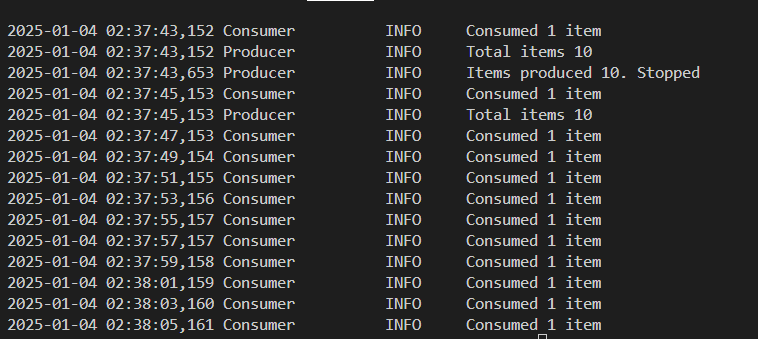 2025-01-04 02:37:43,152 Consumer INFO Consumed 1 item
2025-01-04 02:37:43,152 Producer INFO Total items 10
2025-01-04 02:37:43,653 Producer INFO Items produced 10. Stopped
2025-01-04 02:37:45,153 Consumer INFO Consumed 1 item
2025-01-04 02:37:45,153 Producer INFO Total items 10
2025-01-04 02:37:47,153 Consumer INFO Consumed 1 item
2025-01-04 02:37:49,154 Consumer INFO Consumed 1 item
2025-01-04 02:37:51,155 Consumer INFO Consumed 1 item
2025-01-04 02:37:53,156 Consumer INFO Consumed 1 item
2025-01-04 02:37:55,157 Consumer INFO Consumed 1 item
2025-01-04 02:37:57,157 Consumer INFO Consumed 1 item
2025-01-04 02:37:59,158 Consumer INFO Consumed 1 item
2025-01-04 02:38:01,159 Consumer INFO Consumed 1 item
2025-01-04 02:38:03,160 Consumer INFO Consumed 1 item
2025-01-04 02:38:05,161 Consumer INFO Consumed 1 item